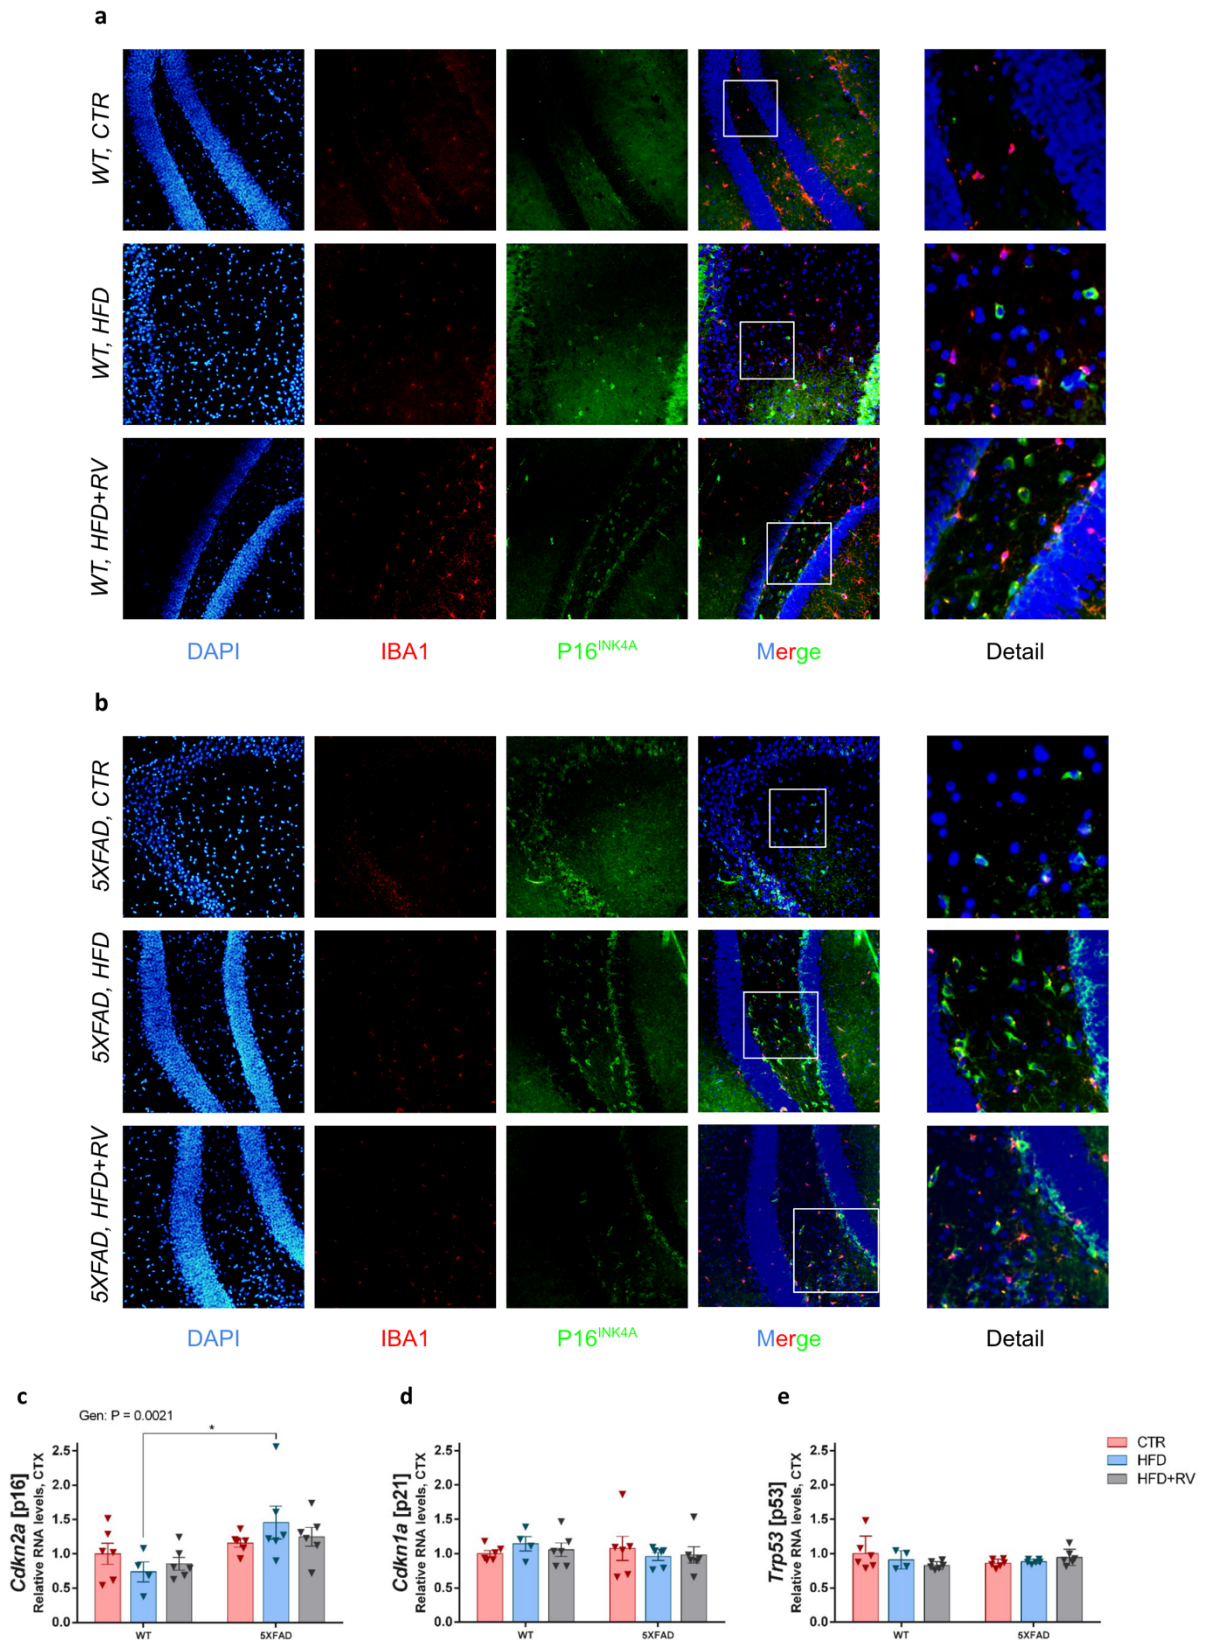 a
WT, CTR
WT, HFD
WT, HFD+RV
DAPI IBA1 P16INK4A Merge Detail
b
5XFAD, CTR
5XFAD, HFD
5XFAD, HFD+RV
DAPI IBA1 P16INK4A Merge Detail
c
Gen: P = 0.0021
*
Cdkn2a [p16]
Relative RNA levels, CTX
2.5
2.0
1.5
1.0
0.5
0.0
WT 5XFAD
d
Cdkn1a [p21]
Relative RNA levels, CTX
2.5
2.0
1.5
1.0
0.5
0.0
WT 5XFAD
e
Trp53 [p53]
Relative RNA levels, CTX
2.5
2.0
1.5
1.0
0.5
0.0
WT 5XFAD
CTR
HFD
HFD+RV